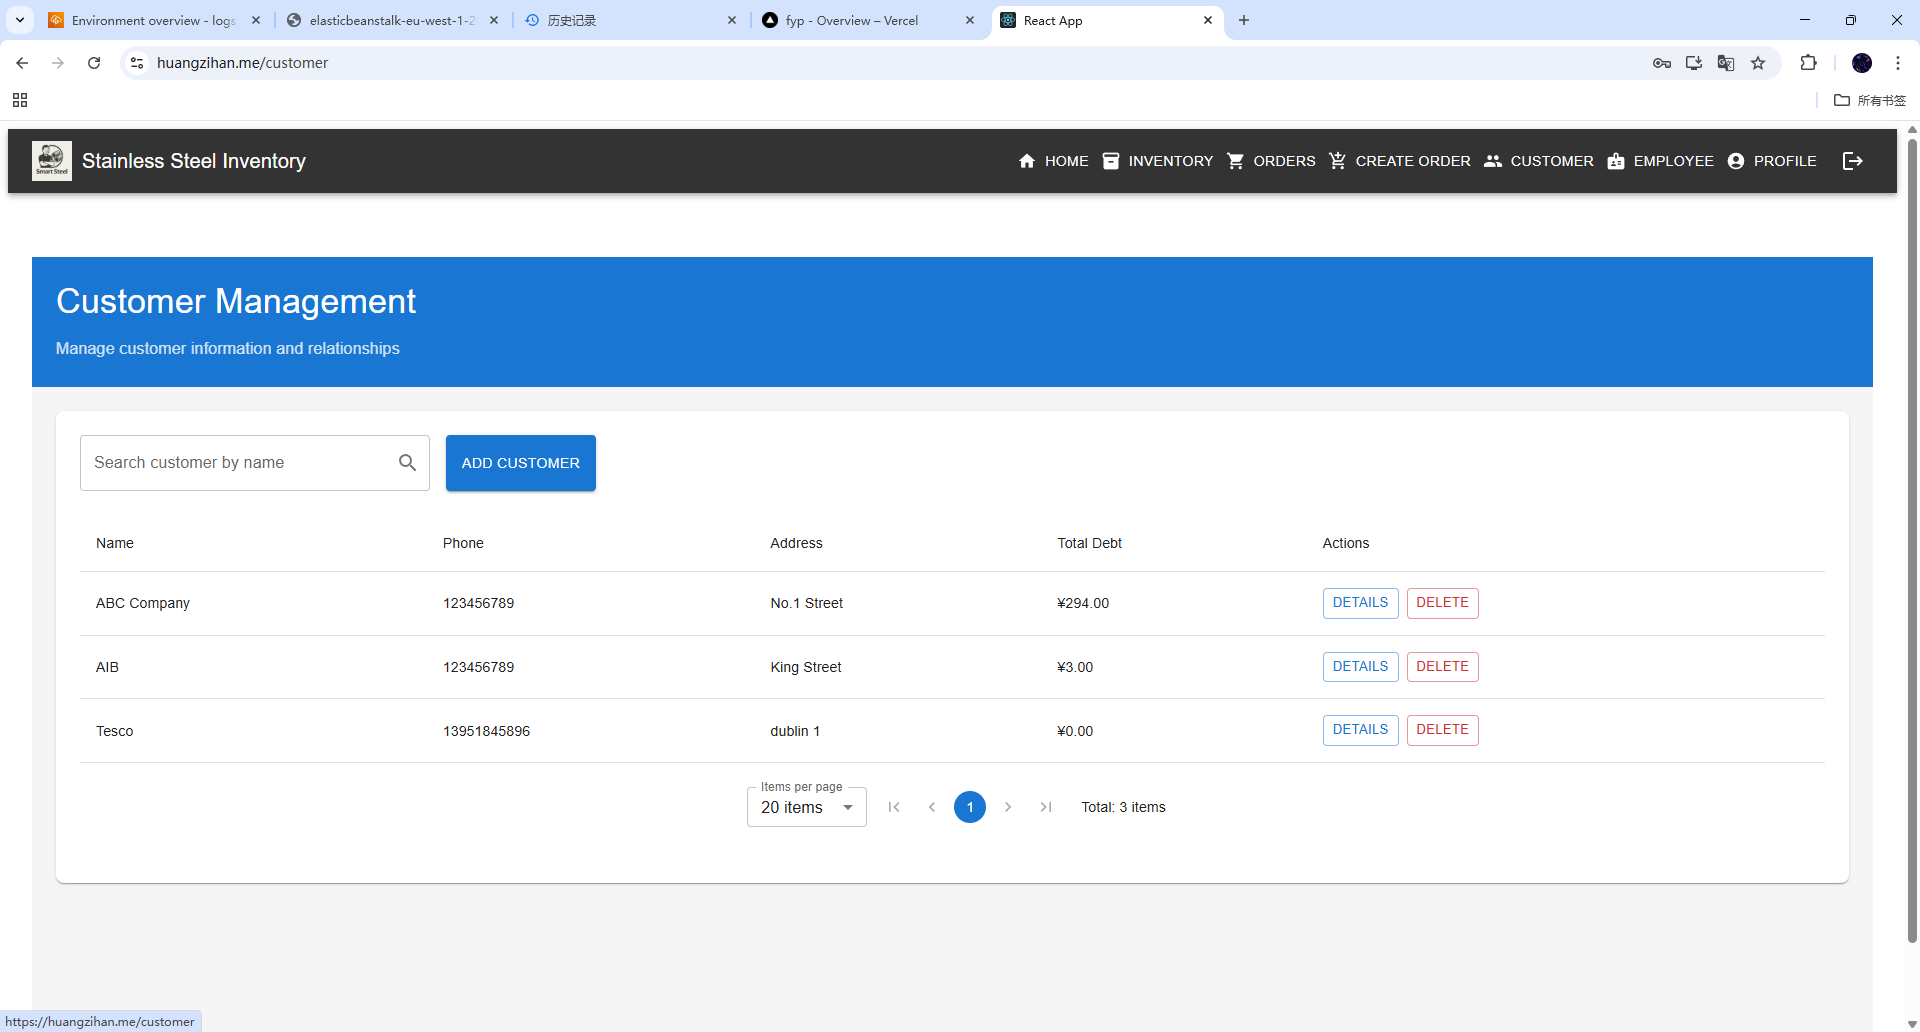 Environment overview - logs
elasticbeanstalk-eu-west-1-2
历史记录
fyp - Overview – Vercel
React App
huangzihan.me/customer
所有书签
Smart Steel
Stainless Steel Inventory
HOME
INVENTORY
ORDERS
CREATE ORDER
CUSTOMER
EMPLOYEE
PROFILE
Customer Management
Manage customer information and relationships
Search customer by name
ADD CUSTOMER
Name Phone Address Total Debt Actions
ABC Company 123456789 No.1 Street ¥294.00 DETAILS DELETE
AIB 123456789 King Street ¥3.00 DETAILS DELETE
Tesco 13951845896 dublin 1 ¥0.00 DETAILS DELETE
Items per page
20 items 1 Total: 3 items
https://huangzihan.me/customer